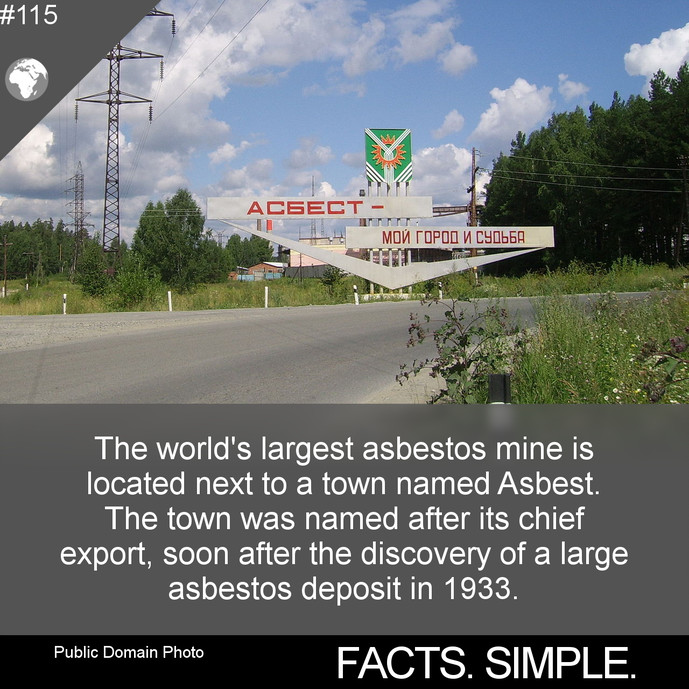 #115
АСБЕСТ -
МОЙ ГОРОД И СУДЬБА
The world's largest asbestos mine is
located next to a town named Asbest.
The town was named after its chief
export, soon after the discovery of a large
asbestos deposit in 1933.
Public Domain Photo
FACTS. SIMPLE.